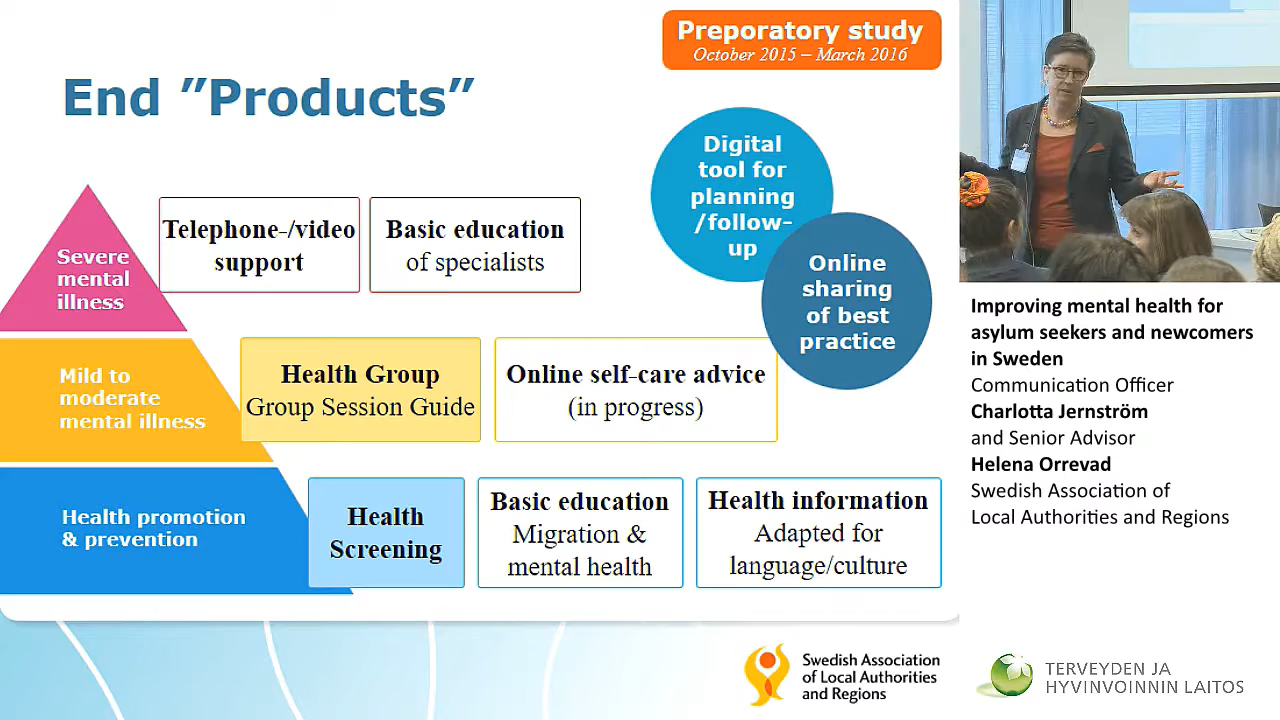 Preporatory study
October 2015 – March 2016
End ”Products”
Digital
tool for
planning
/follow-
up
Online
sharing
of best
practice
Severe
mental
illness
Telephone-/video
support
Basic education
of specialists
Mild to
moderate
mental illness
Health Group
Group Session Guide
Online self-care advice
(in progress)
Health promotion
& prevention
Health
Screening
Basic education
Migration &
mental health
Health information
Adapted for
language/culture
Swedish Association
of Local Authorities
and Regions
Improving mental health for
asylum seekers and newcomers
in Sweden
Communication Officer
Charlotta Jernström
and Senior Advisor
Helena Orrevad
Swedish Association of
Local Authorities and Regions
TERVEYDEN JA
HYVINVOINNIN LAITOS